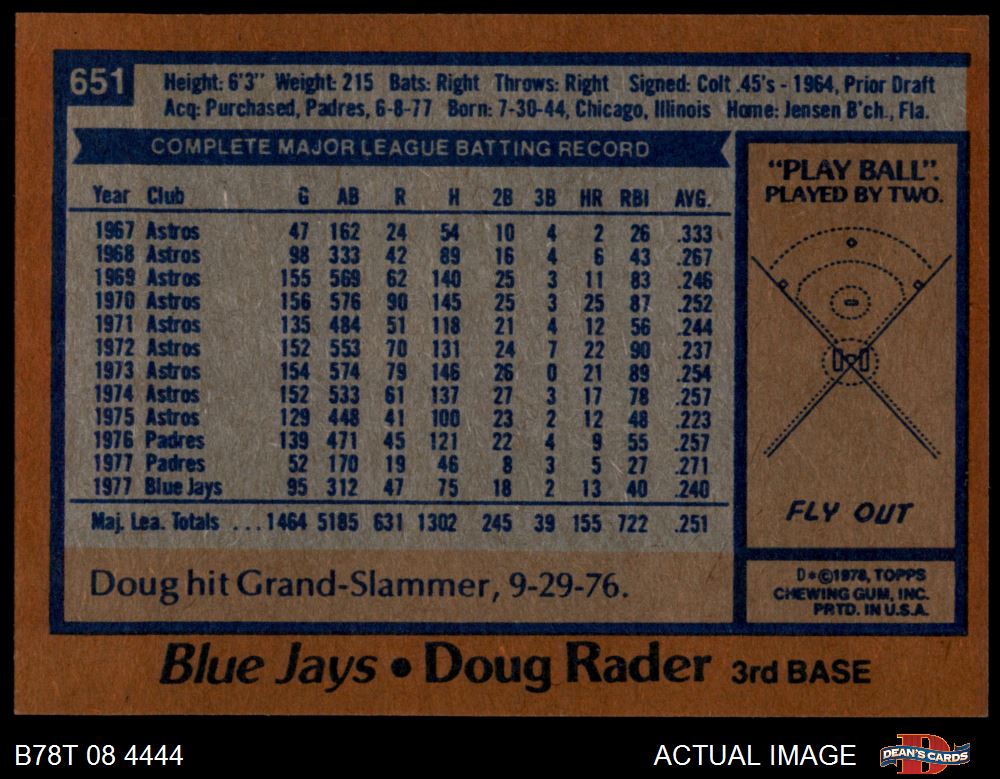 651
Height: 6'3" Weight: 215 Bats: Right Throws: Right Signed: Colt .45's - 1964, Prior Draft
Acq: Purchased, Padres, 6-8-77 Born: 7-30-44, Chicago, Illinois Home: Jensen B'ch., Fla.
COMPLETE MAJOR LEAGUE BATTING RECORD
Year Club G AB R H 2B 3B HR RBI AVG.
1967 Astros 47 162 24 54 10 4 2 26 .333
1968 Astros 98 333 42 89 16 4 6 43 .267
1969 Astros 155 569 62 140 25 3 11 83 .246
1970 Astros 156 576 90 145 25 3 25 87 .252
1971 Astros 135 484 51 118 21 4 12 56 .244
1972 Astros 152 553 70 131 24 7 22 90 .237
1973 Astros 154 574 79 146 26 0 21 89 .254
1974 Astros 152 533 61 137 27 3 17 78 .257
1975 Astros 129 448 41 100 23 2 12 48 .223
1976 Padres 139 471 45 121 22 4 9 55 .257
1977 Padres 52 170 19 46 8 3 5 27 .271
1977 Blue Jays 95 312 47 75 18 2 13 40 .240
Maj. Lea. Totals ...1464 5185 631 1302 245 39 155 722 .251
Doug hit Grand-Slammer, 9-29-76.
"PLAY BALL".
PLAYED BY TWO.
FLY OUT
D*©1978, TOPPS
CHEWING GUM, INC.
PRTD. IN U.S.A.
Blue Jays • Doug Rader 3rd BASE
B78T 08 4444
ACTUAL IMAGE
DEAN'S CARDS